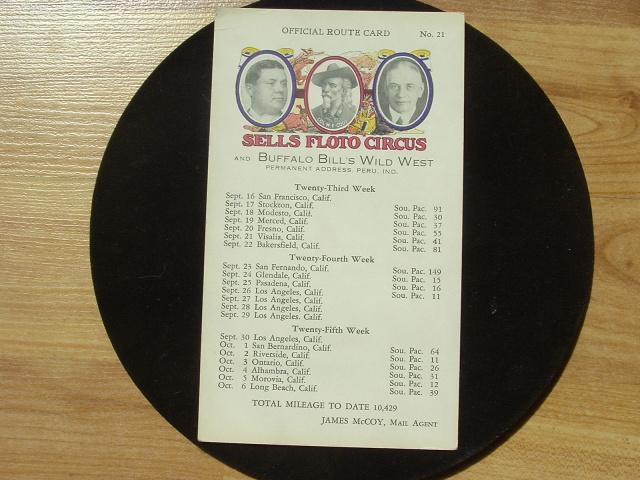 OFFICIAL ROUTE CARD No. 21
SELLS FLOTO CIRCUS
AND BUFFALO BILL'S WILD WEST
PERMANENT ADDRESS, PERU, IND.
Twenty-Third Week
Sept. 16 San Francisco, Calif.
Sept. 17 Stockton, Calif. Sou. Pac. 91
Sept. 18 Modesto, Calif. Sou. Pac. 30
Sept. 19 Merced, Calif. Sou. Pac. 37
Sept. 20 Fresno, Calif. Sou. Pac. 55
Sept. 21 Visalia, Calif. Sou. Pac. 41
Sept. 22 Bakersfield, Calif. Sou. Pac. 81
Twenty-Fourth Week
Sept. 23 San Fernando, Calif. Sou. Pac. 149
Sept. 24 Glendale, Calif. Sou. Pac. 15
Sept. 25 Pasadena, Calif. Sou. Pac. 16
Sept. 26 Los Angeles, Calif. Sou. Pac. 11
Sept. 27 Los Angeles, Calif.
Sept. 28 Los Angeles, Calif.
Sept. 29 Los Angeles. Calif.
Twenty-Fifth Week
Sept. 30 Los Angeles, Calif.
Oct. 1 San Bernardino, Calif. Sou. Pac. 64
Oct. 2 Riverside, Calif. Sou. Pac. 11
Oct. 3 Ontario, Calif. Sou. Pac. 26
Oct. 4 Alhambra, Calif. Sou. Pac. 31
Oct. 5 Morovia, Calif. Sou. Pac. 12
Oct. 6 Long Beach, Calif. Sou. Pac. 39
TOTAL MILEAGE TO DATE 10,429
JAMES McCOY, MAIL AGENT